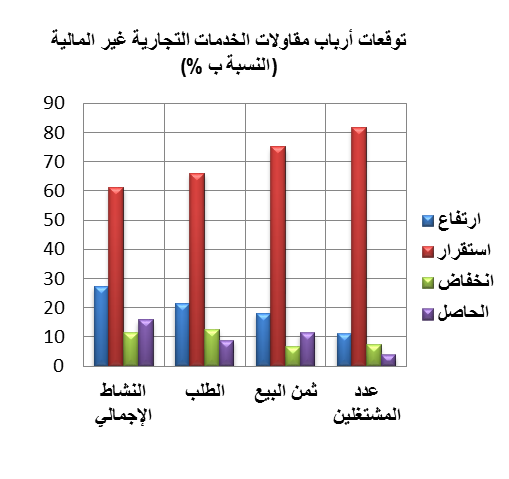 توقعات أرباب مقاولات الخدمات التجارية غير المالية
(النسبة ب %)
90
80
70
60
50
40
30
20
10
0
ارتفاع
استقرار
انخفاض
الحاصل
النشاط
الإجمالي
الطلب
ثمن البيع
عدد
المشتغلين